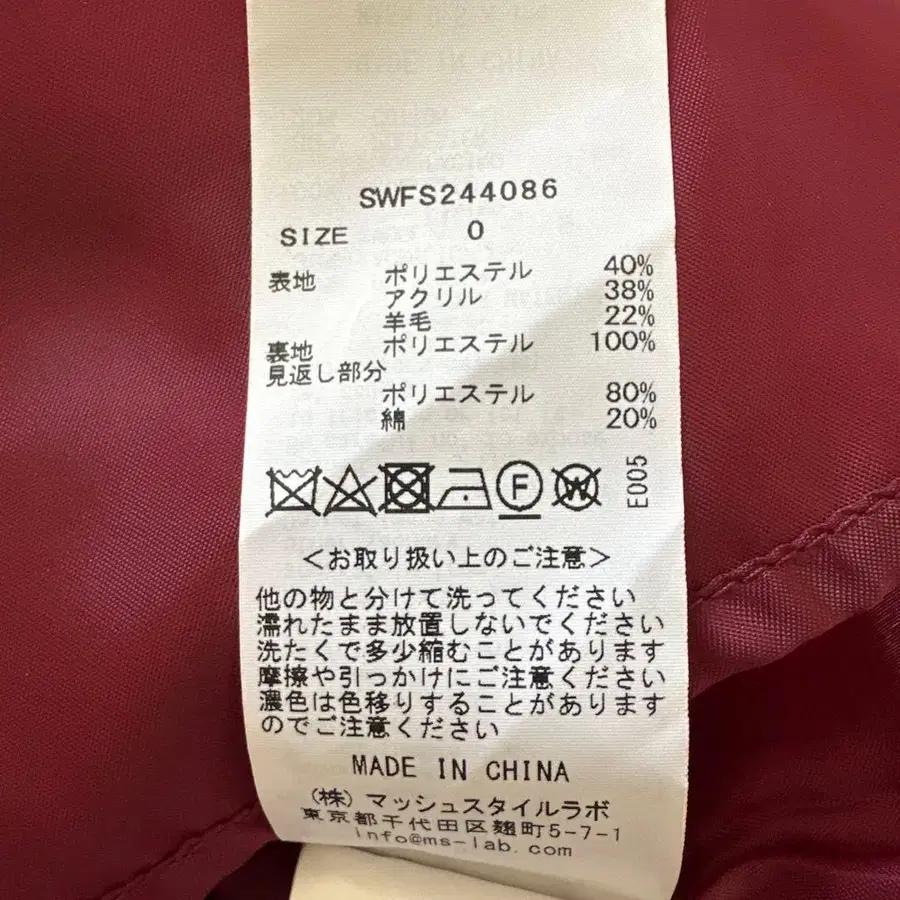 SWFS244086
SIZE 0
表地 ポリエステル 40%
アクリル 38%
羊毛 22%
裏地 ポリエステル 100%
見返し部分
ポリエステル 80%
綿 20%
F W E005
<お取り扱い上のご注意>
他の物と分けて洗ってください
濡れたまま放置しないでください
洗たくで多少縮むことがあります
摩擦や引っかけにご注意ください
濃色は色移りすることがあります
のでご注意ください
MADE IN CHINA
(株) マッシュスタイルラボ
東京都千代田区麹町5-7-1
info@ms-lab.com